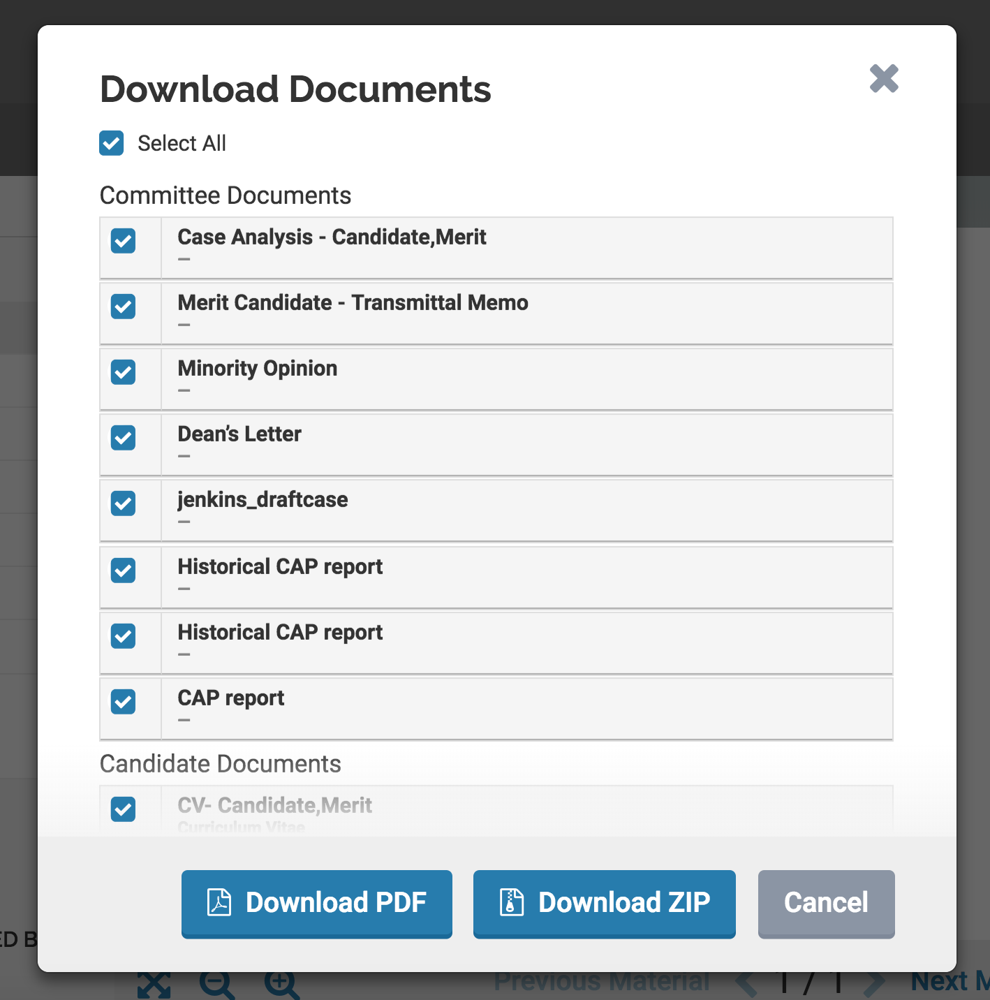 Download Documents
Select All
Committee Documents
Case Analysis - Candidate,Merit
–
Merit Candidate - Transmittal Memo
–
Minority Opinion
–
Dean’s Letter
–
jenkins_draftcase
–
Historical CAP report
–
Historical CAP report
–
CAP report
–
Candidate Documents
CV- Candidate,Merit
Curriculum Vitae
Download PDF
Download ZIP
Cancel
ED B
Previous Material
1 / 1
Next M